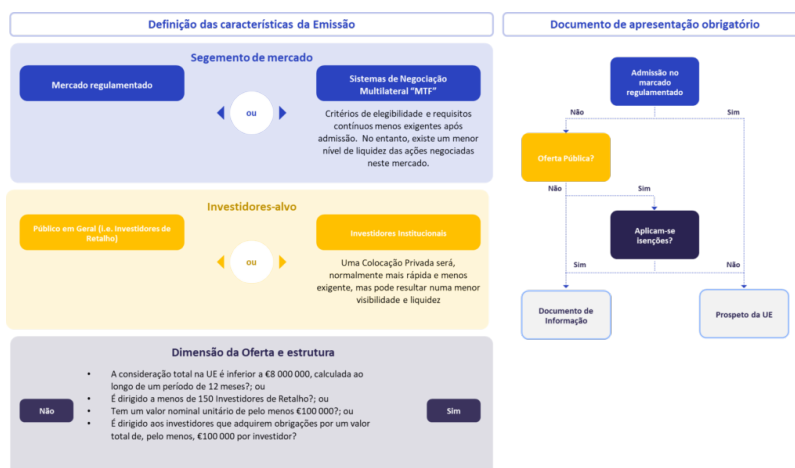 Definição das características da Emissão
Segemento de mercado
Mercado regulamentado
ou
Sistemas de Negociação
Multilateral “MTF”
Critérios de elegibilidade e requisitos
contínuos menos exigentes após
admissão. No entanto, existe um menor
nível de liquidez das ações negociadas
neste mercado.
Investidores-alvo
Público em Geral (i.e. Investidores de
Retalho)
ou
Investidores Institucionais
Uma Colocação Privada será,
normalmente mais rápida e menos
exigente, mas pode resultar numa menor
visibilidade e liquidez
Dimensão da Oferta e estrutura
Não
• A consideração total na UE é inferior a €8 000 000, calculada ao
longo de um período de 12 meses?; ou
• É dirigido a menos de 150 Investidores de Retalho?; ou
• Tem um valor nominal unitário de pelo menos €100 000?; ou
• É dirigido aos investidores que adquirem obrigações por um valor
total de, pelo menos, €100 000 por investidor?
Sim
Documento de apresentação obrigatório
Admissão no
marcado
regulamentado
Não
Sim
Oferta Pública?
Não
Sim
Aplicam-se
isenções?
Sim
Não
Documento de
Informação
Prospeto da UE